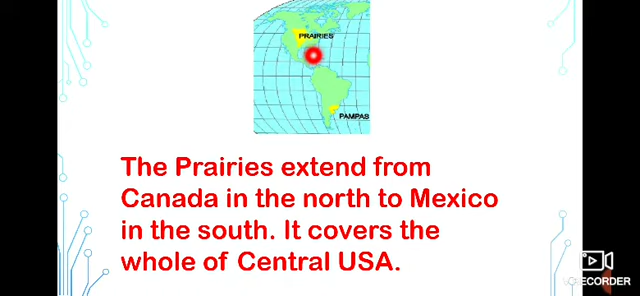 PRAIRIES
PAMPAS
The Prairies extend from
Canada in the north to Mexico
in the south. It covers the
whole of Central USA.
RECORDER